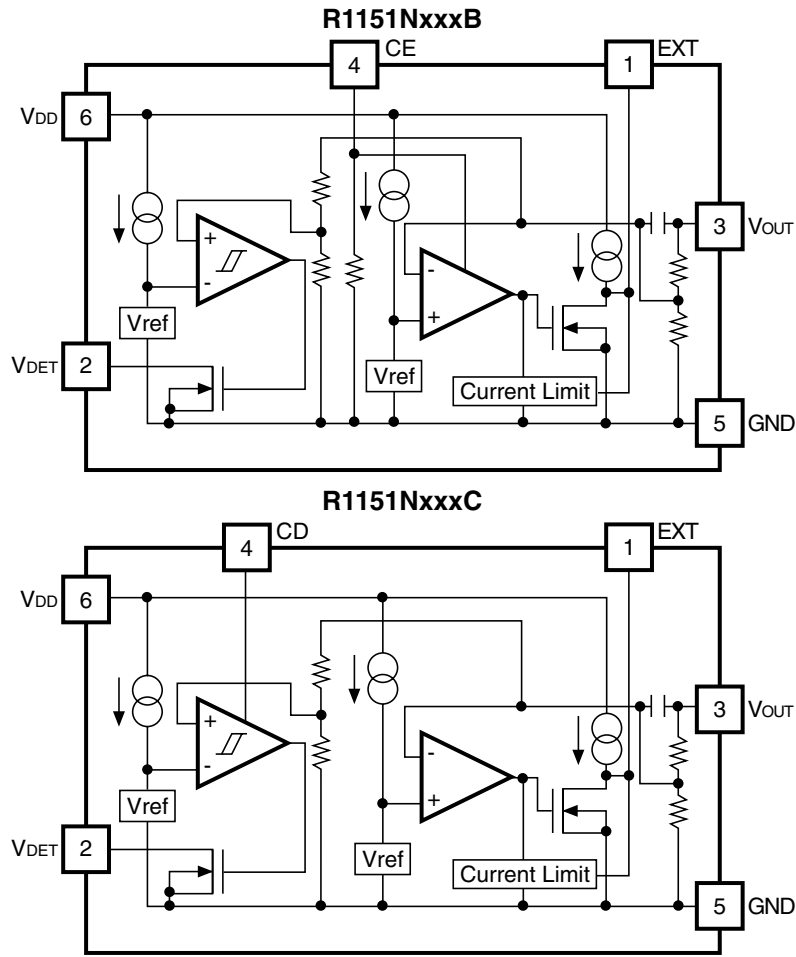 R1151NxxxB
4 CE
1 EXT
VDD 6
+
-
Vref
-
+
3 VOUT
VDET 2
Vref
Current Limit
5 GND
R1151NxxxC
4 CD
1 EXT
VDD 6
+
-
Vref
-
+
3 VOUT
VDET 2
Vref
Current Limit
5 GND